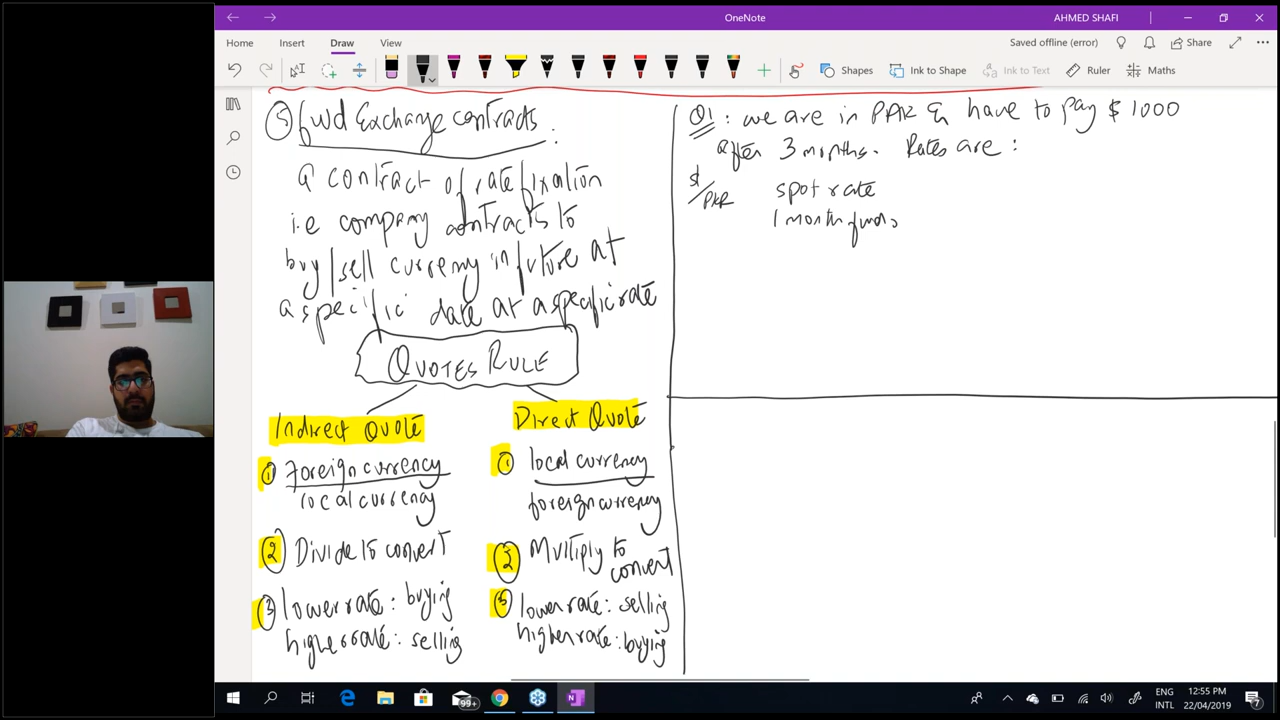 OneNote
AHMED SHAFI
Home Insert Draw View
Saved offline (error)
Share
Shapes
Ink to Shape
Ink to Text
Ruler
Maths
③ fwd Exchange contracts.
a contract of rate fixation
i.e company contracts to
buy/sell currency in future at
a specific date at a specific rate
QUOTES RULE
Indirect Quote
① Foreign currency
local currency
② Divide to convert
③ lower rate: buying
higher rate: selling
Direct Quote
① local currency
foreign currency
② Multiply to
convert
③ lower rate: selling
higher rate: buying
Q1: we are in PAK & have to pay $1000
after 3 months. Rates are:
$/PKR spot rate
1 month
99+
ENG
INTL
12:55 PM
22/04/2019
7